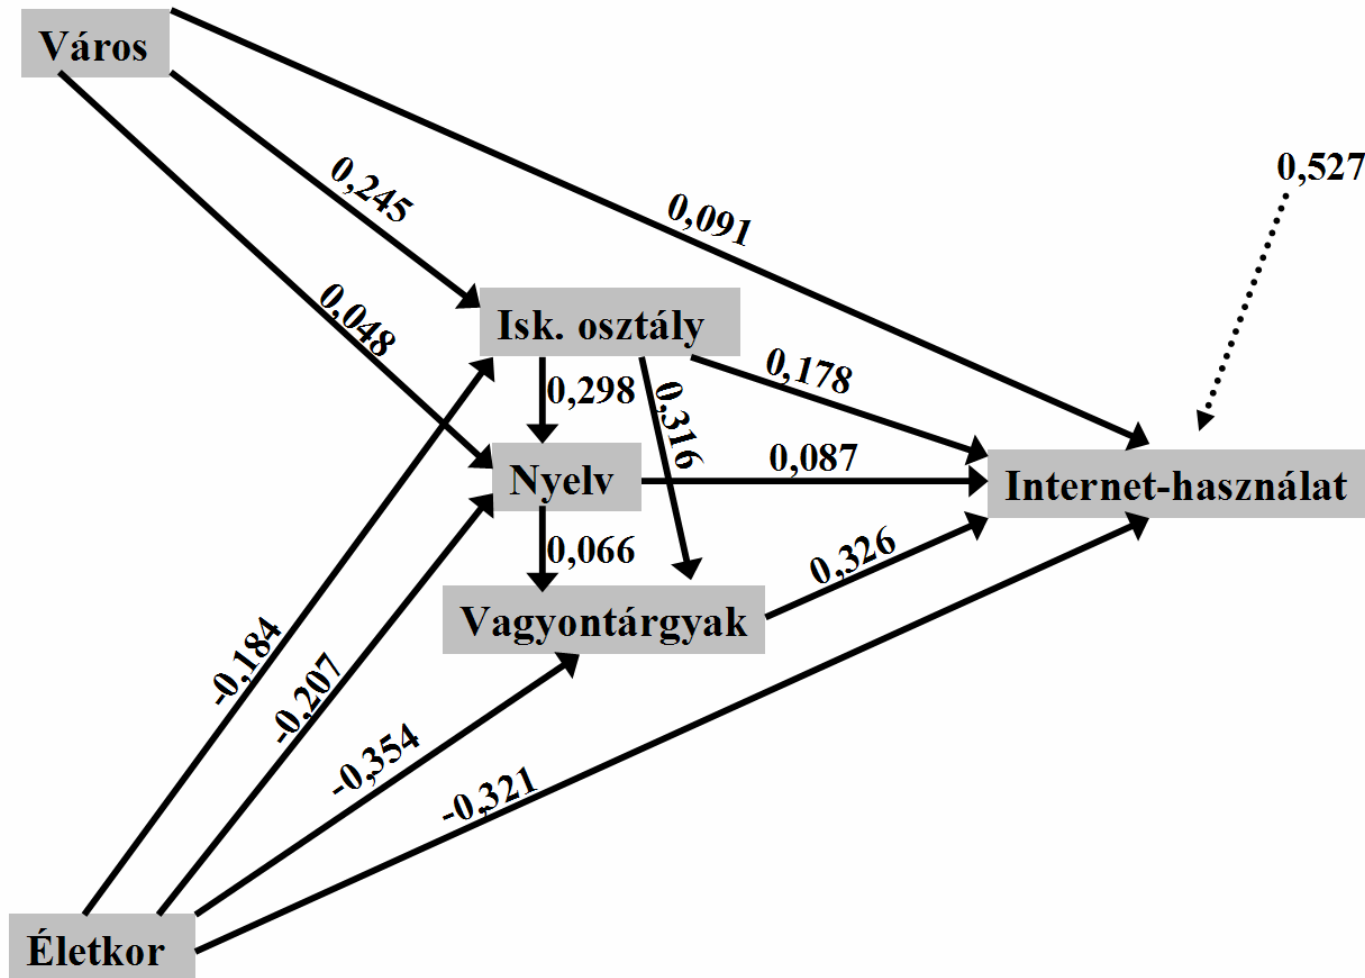 Város
0,527
0,245
0,091
0,048
Isk. osztály
0,178
0,298
0,316
0,087
Nyelv
Internet-használat
0,066
0,326
Vagyontárgyak
-0,184
-0,207
-0,354
-0,321
Életkor